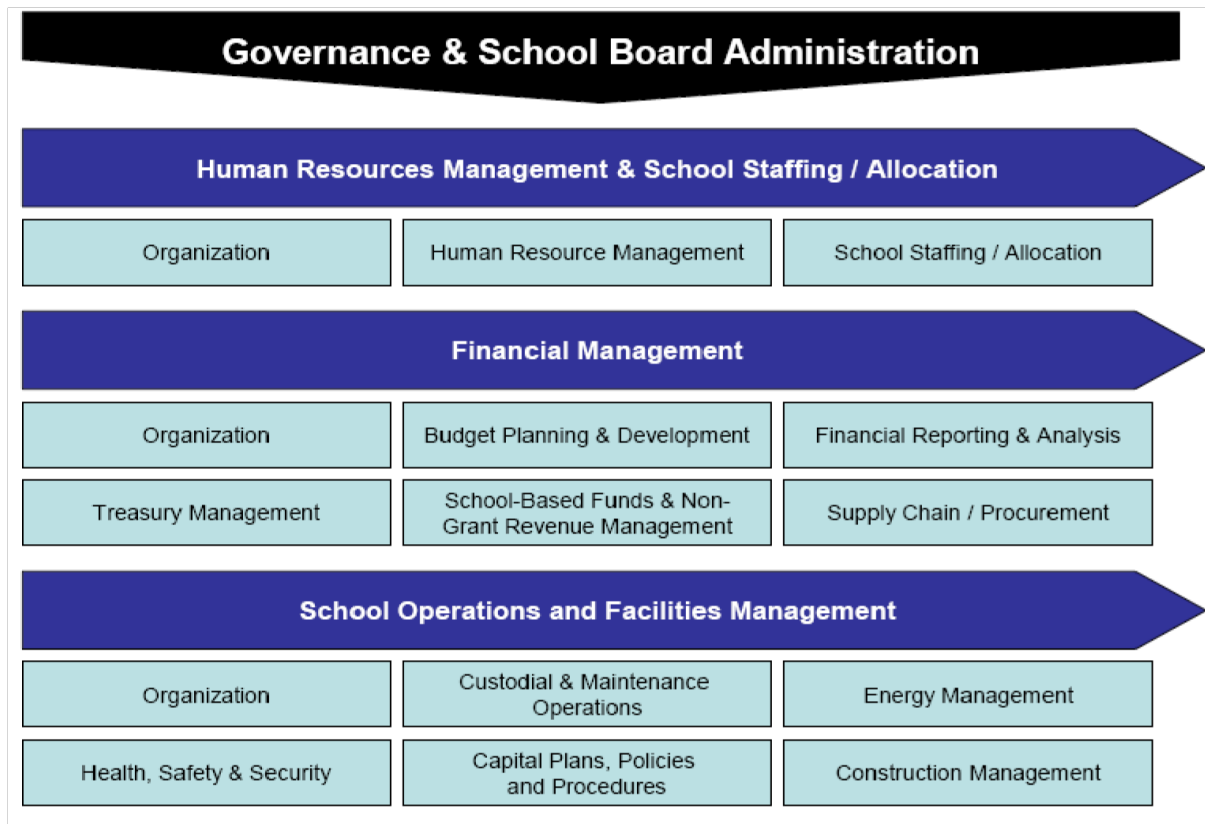 Governance & School Board Administration
Human Resources Management & School Staffing / Allocation
Organization
Human Resource Management
School Staffing / Allocation
Financial Management
Organization
Budget Planning & Development
Financial Reporting & Analysis
Treasury Management
School-Based Funds & Non-
Grant Revenue Management
Supply Chain / Procurement
School Operations and Facilities Management
Organization
Custodial & Maintenance
Operations
Energy Management
Health, Safety & Security
Capital Plans, Policies
and Procedures
Construction Management